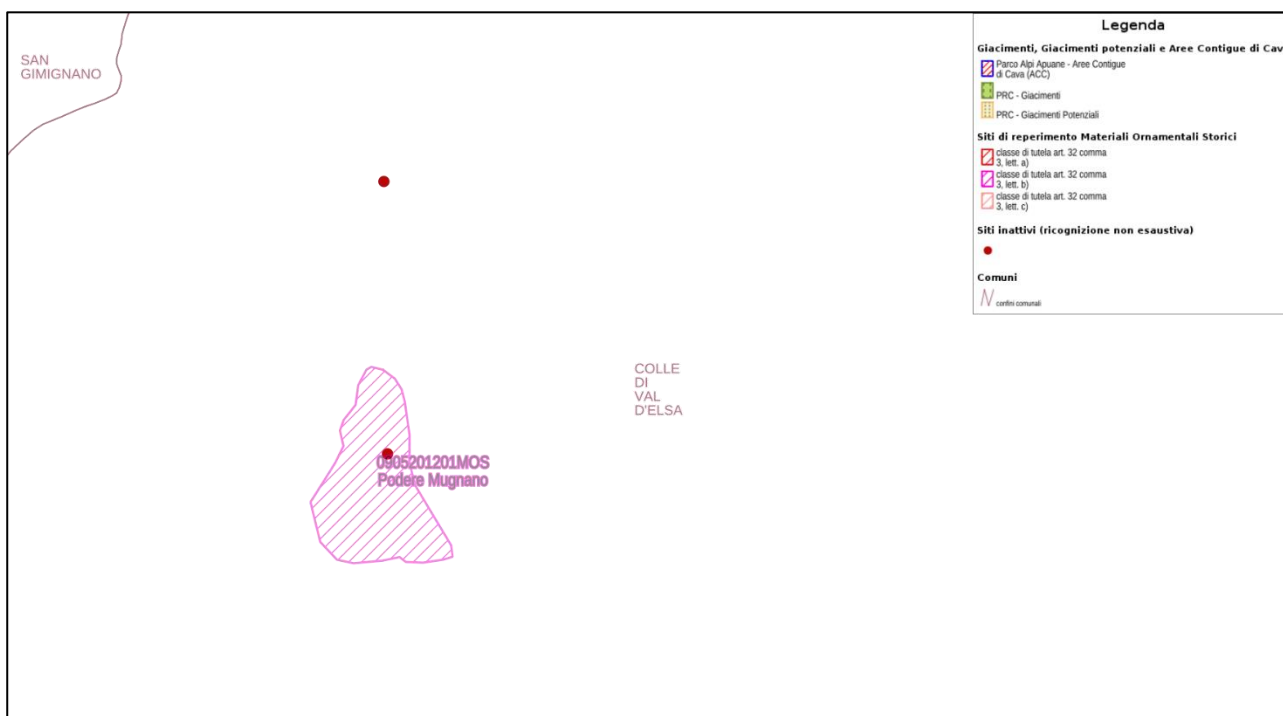 SAN
GIMIGNANO
COLLE
DI
VAL
D'ELSA
0905201201MOS
Podere Mugnano
Legenda
Giacimenti, Giacimenti potenziali e Aree Contigue di Cav
Parco Alpi Apuane - Aree Contigue
di Cava (ACC)
PRC - Giacimenti
PRC - Giacimenti Potenziali
Siti di reperimento Materiali Ornamentali Storici
classe di tutela art. 32 comma
3, lett. a)
classe di tutela art. 32 comma
3, lett. b)
classe di tutela art. 32 comma
3, lett. c)
Siti inattivi (ricognizione non esaustiva)
Comuni
confini comunali